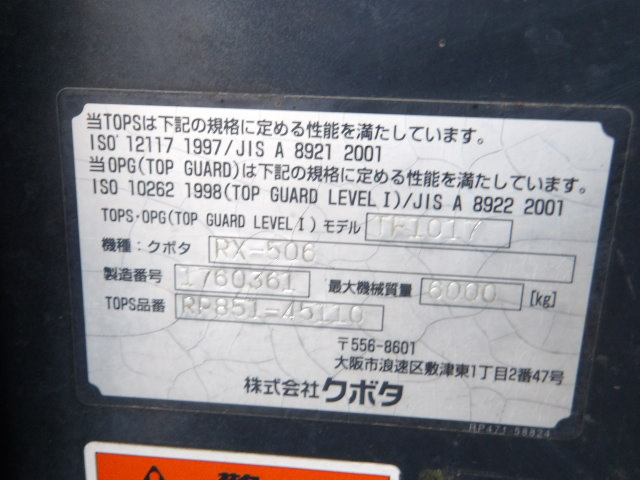 当TOPSは下記の規格に定める性能を満たしています。
ISO 12117 1997/JIS A 8921 2001
当OPG(TOP GUARD)は下記の規格に定める性能を満たしています。
ISO 10262 1998(TOP GUARD LEVEL I)/JIS A 8922 2001
TOPS・OPG(TOP GUARD LEVEL I) モデル TF1017
機種: クボタ RX-506
製造番号 1760361 最大機械質量 6000 [kg]
TOPS品番 RP851-45110
〒556-8601
大阪市浪速区敷津東1丁目2番47号
株式会社クボタ
RP471-58824